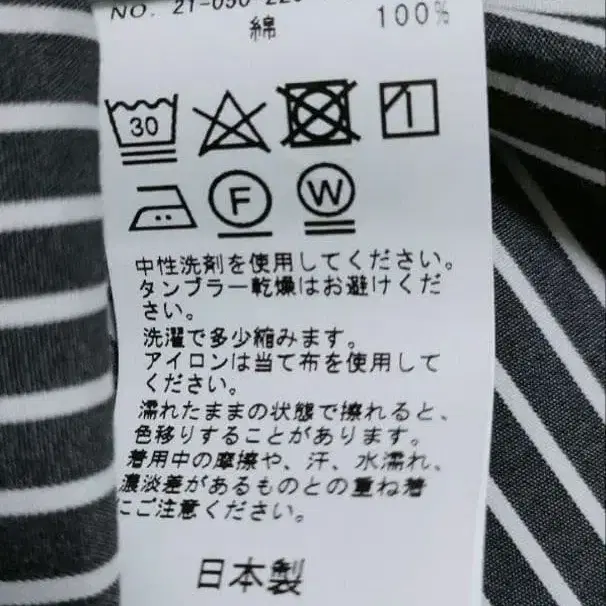 綿 100%
30
F W
中性洗剤を使用してください。
タンブラー乾燥はお避けくだ
さい。
洗濯で多少縮みます。
アイロンは当て布を使用して
ください。
濡れたままの状態で擦れると、
色移りすることがあります。
着用中の摩擦や、汗、水濡れ、
濃淡差があるものとの重ね着
にご注意ください。
日本製